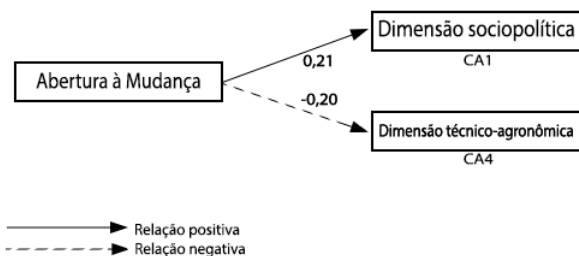 Dimensão sociopolítica
CA1
0,21
Abertura à Mudança
-0,20
Dimensão técnico-agronômica
CA4
Relação positiva
Relação negativa